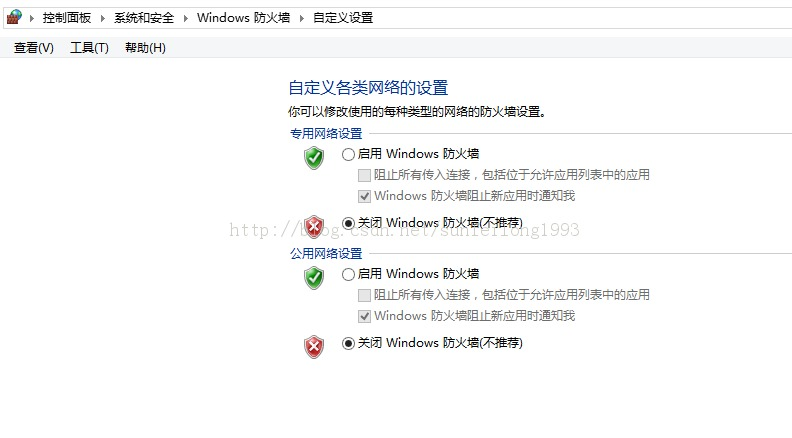 控制面板 系统和安全 Windows 防火墙 自定义设置
查看(V) 工具(T) 帮助(H)
自定义各类网络的设置
你可以修改使用的每种类型的网络的防火墙设置。
专用网络设置
启用 Windows 防火墙
阻止所有传入连接，包括位于允许应用列表中的应用
Windows 防火墙阻止新应用时通知我
关闭 Windows 防火墙(不推荐)
http://blog.csdn.net/sunfeilong1993
公用网络设置
启用 Windows 防火墙
阻止所有传入连接，包括位于允许应用列表中的应用
Windows 防火墙阻止新应用时通知我
关闭 Windows 防火墙(不推荐)